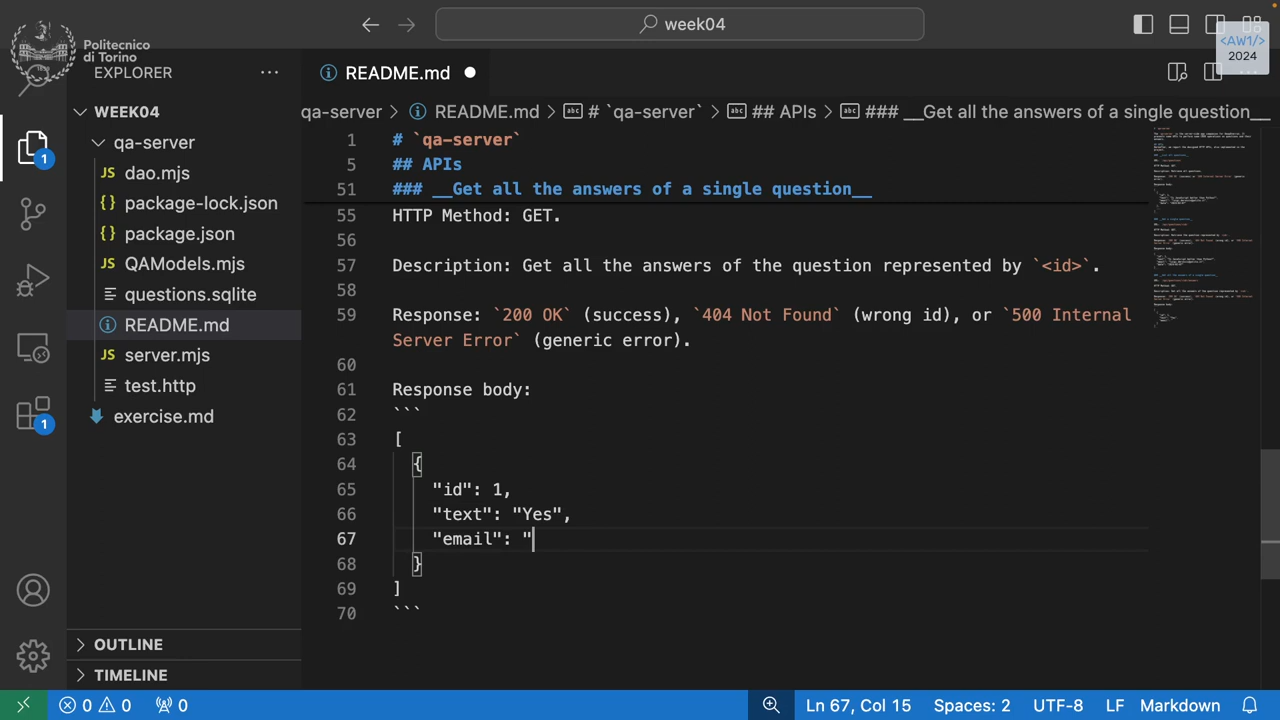 week04
Politecnico
di Torino
<AW1/>
2024
EXPLORER
README.md
WEEK04
qa-server
dao.mjs
package-lock.json
package.json
QAModels.mjs
questions.sqlite
README.md
server.mjs
test.http
exercise.md
OUTLINE
TIMELINE
qa-server > README.md > # `qa-server` > ## APIs > ### __Get all the answers of a single question__
1 # `qa-server`
5 ## APIs
51 ### __Get all the answers of a single question__
55 HTTP Method: GET.
56
57 Description: Get all the answers of the question represented by `<id>`.
58
59 Response: `200 OK` (success), `404 Not Found` (wrong id), or `500 Internal
Server Error` (generic error).
60
61 Response body:
62 ```
63 [
64 {
65 "id": 1,
66 "text": "Yes",
67 "email": "
68 }
69 ]
70 ```
1
1
0 0 0
Ln 67, Col 15 Spaces: 2 UTF-8 LF Markdown